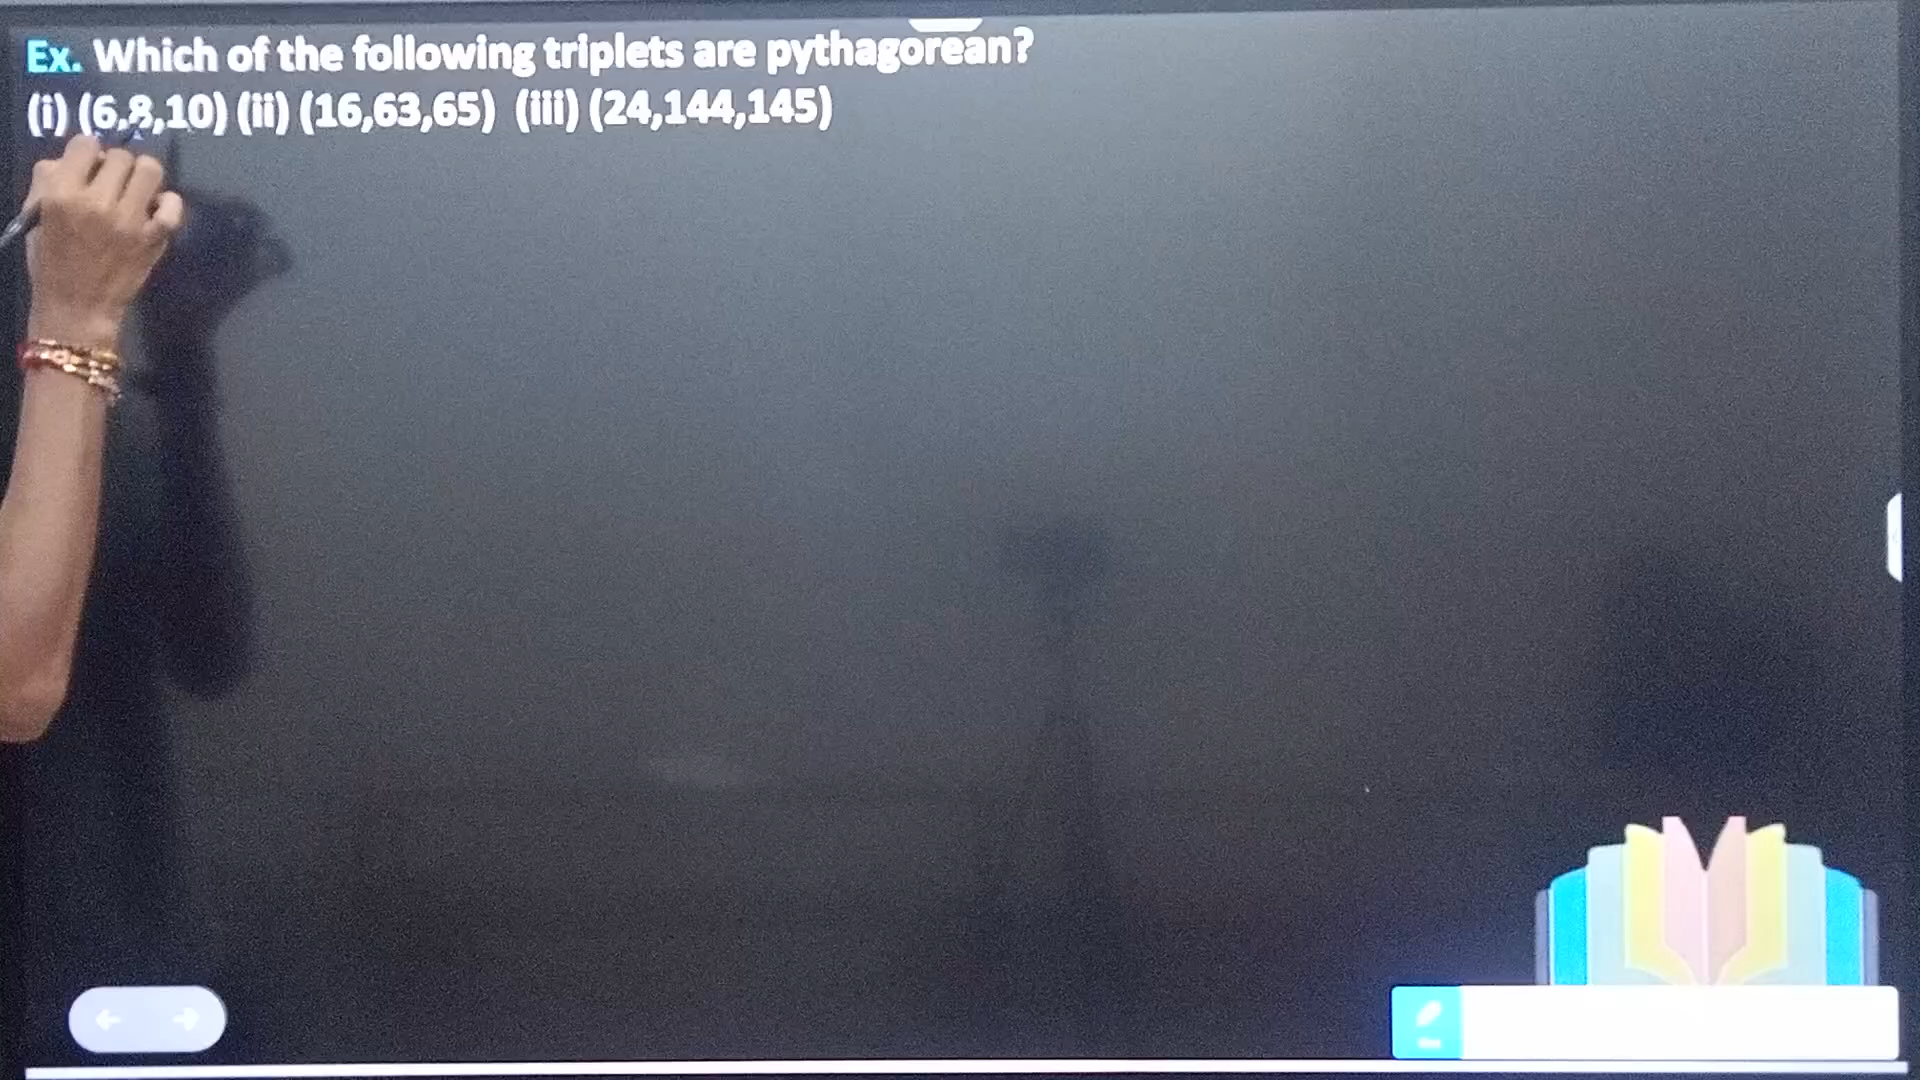 Ex. Which of the following triplets are pythagorean?
(i) (6,8,10) (ii) (16,63,65) (iii) (24,144,145)